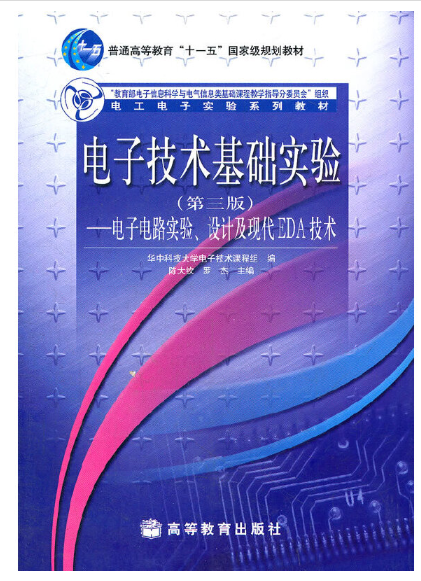 十一五
普通高等教育“十一五”国家级规划教材
“教育部电子信息科学与电气信息类基础课程教学指导分委员会”组织
电工电子实验系列教材
电子技术基础实验
(第三版)
——电子电路实验、设计及现代EDA技术
华中科技大学电子技术课程组 编
陈大钦 罗 杰 主编
U4
高等教育出版社